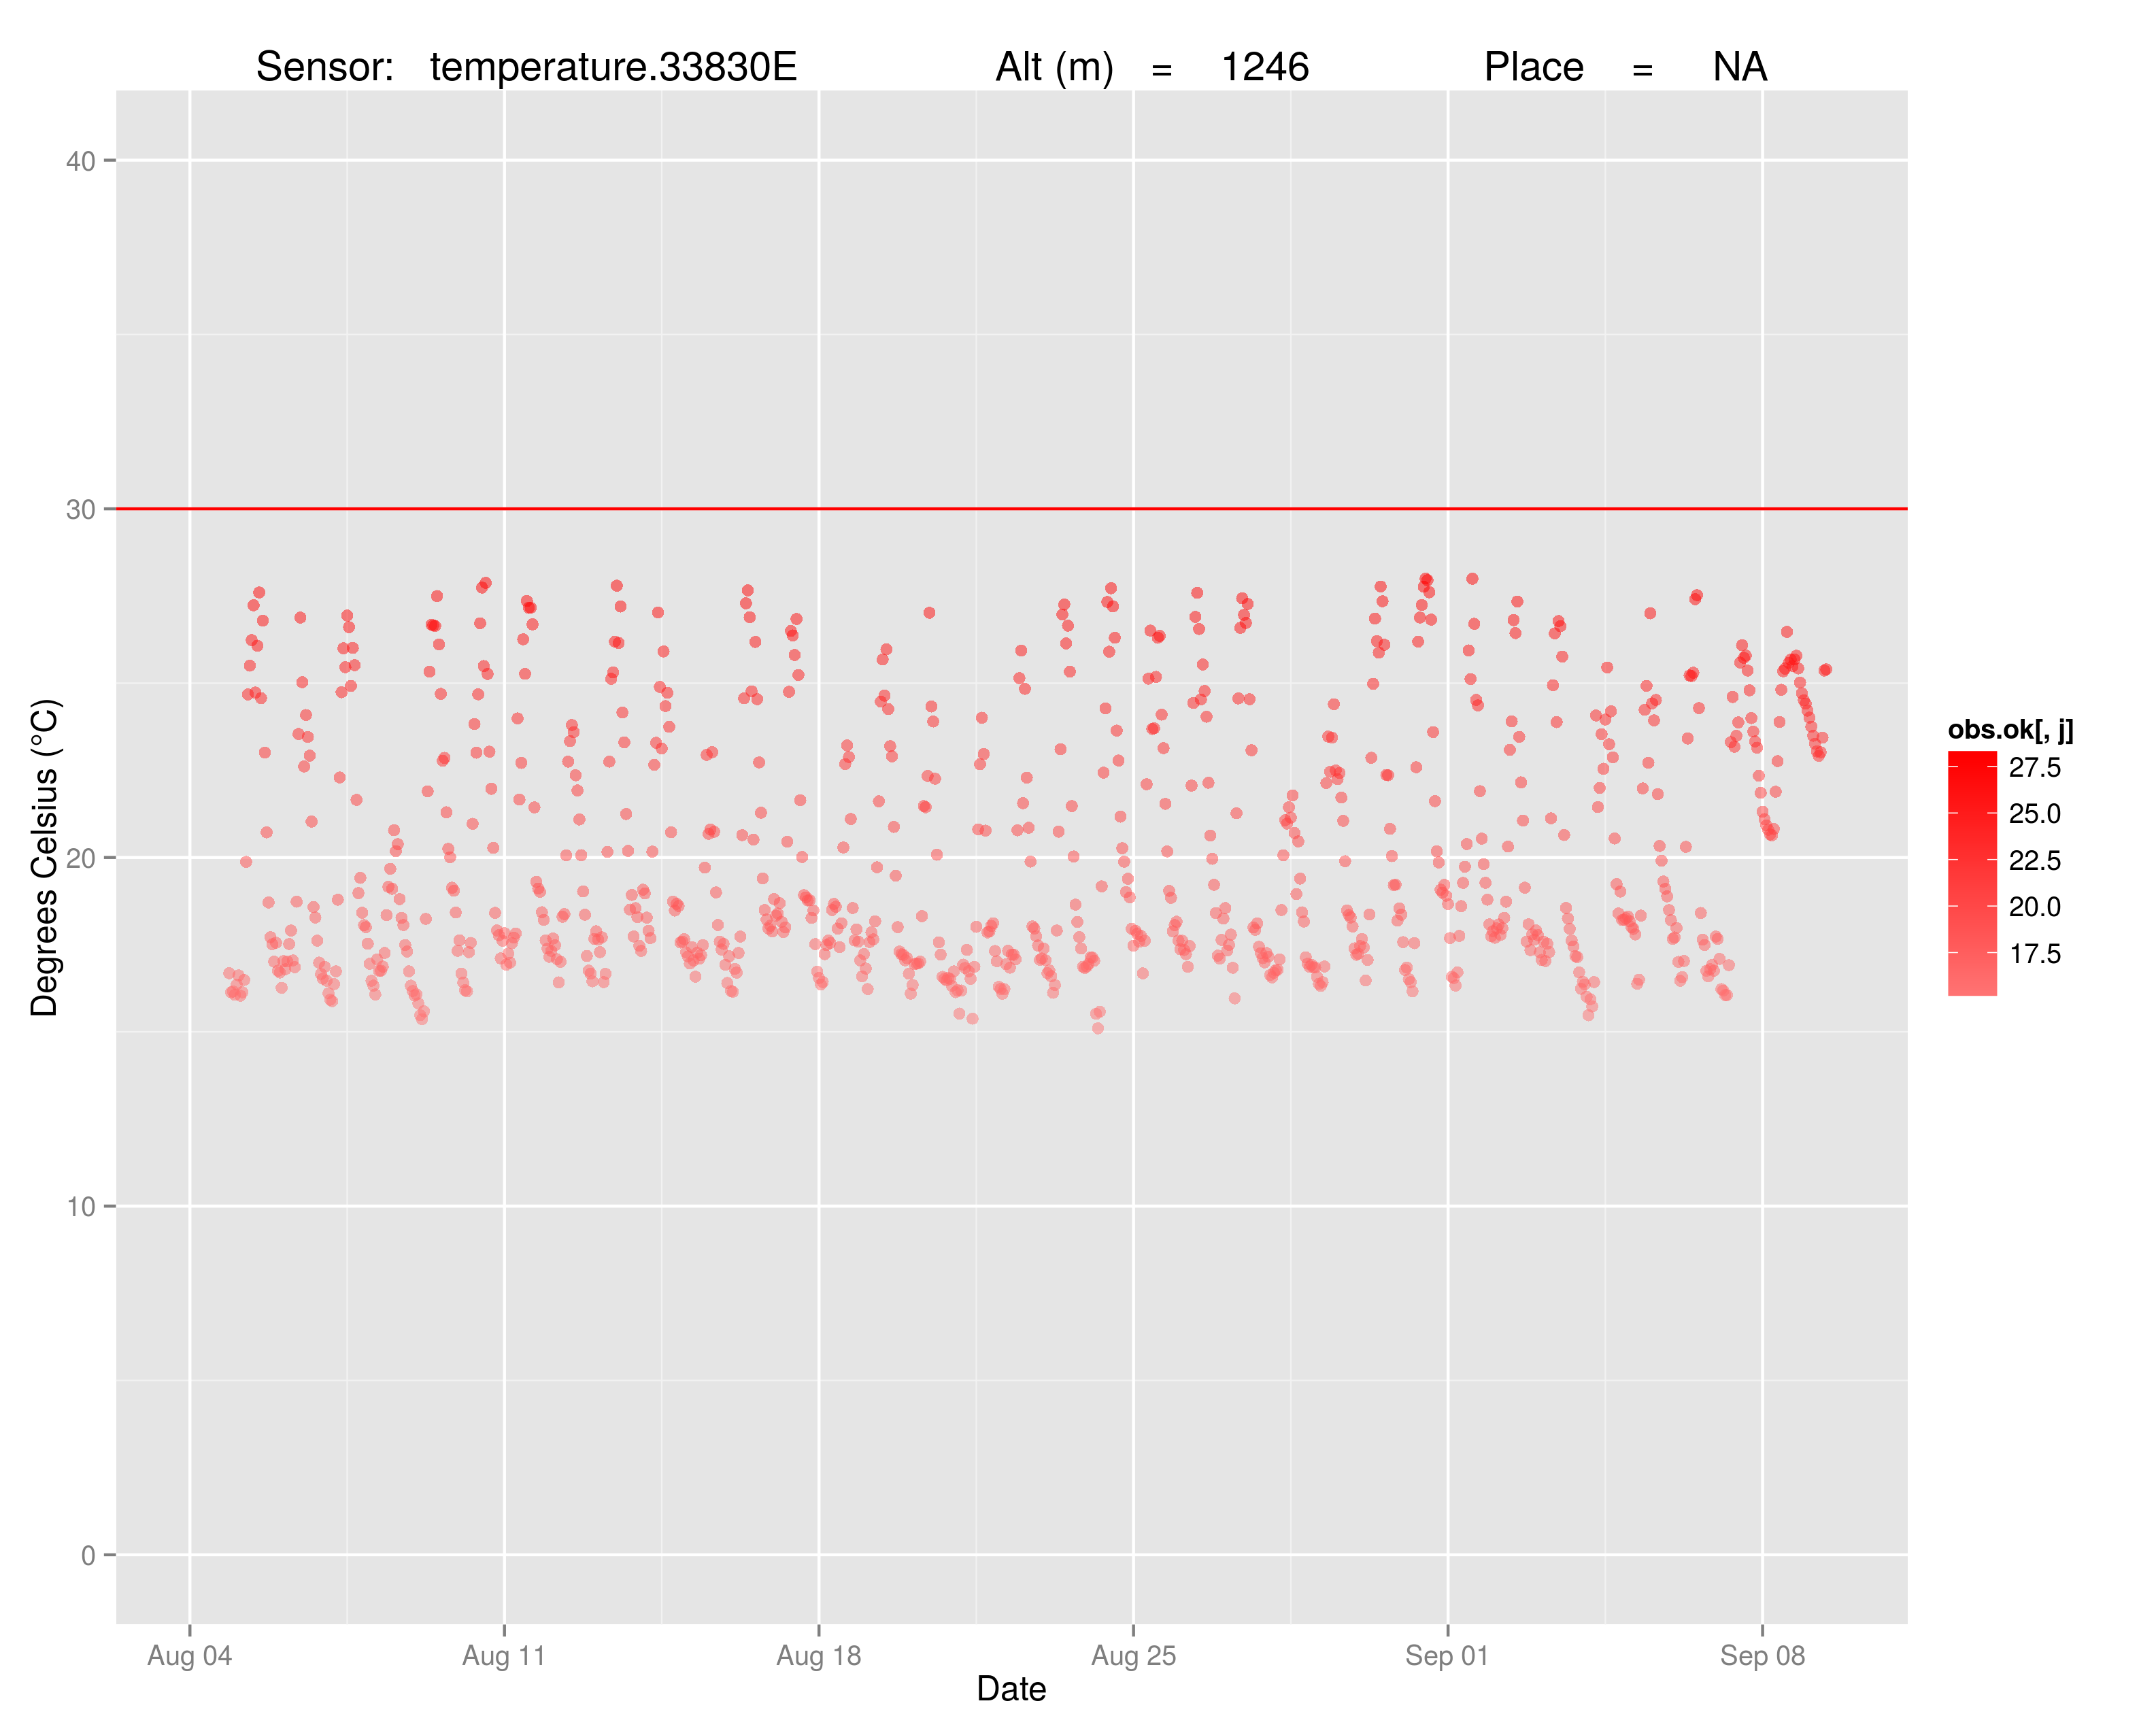 Sensor: temperature.33830E Alt (m) = 1246 Place = NA
40
30
20
10
0
Degrees Celsius (°C)
Aug 04 Aug 11 Aug 18 Aug 25 Sep 01 Sep 08
Date
obs.ok[, j]
27.5
25.0
22.5
20.0
17.5